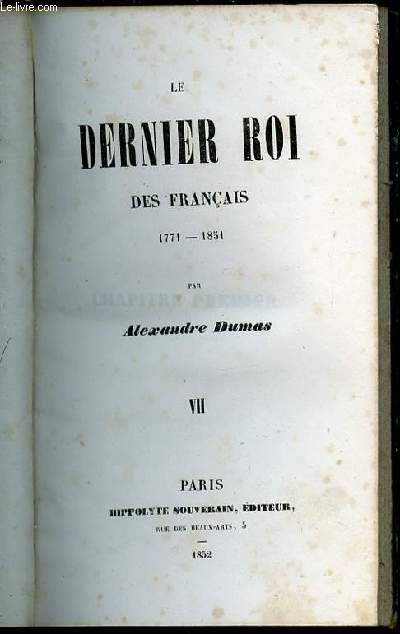 Le-livre.com
LE
DERNIER ROI
DES FRANÇAIS
1771 — 1851
PAR
CHAPITRE PREMIER
Alexandre Dumas
VII
PARIS
HIPPOLYTE SOUVERAIN, ÉDITEUR,
RUE DES BEAUX-ARTS, 5
—
1852